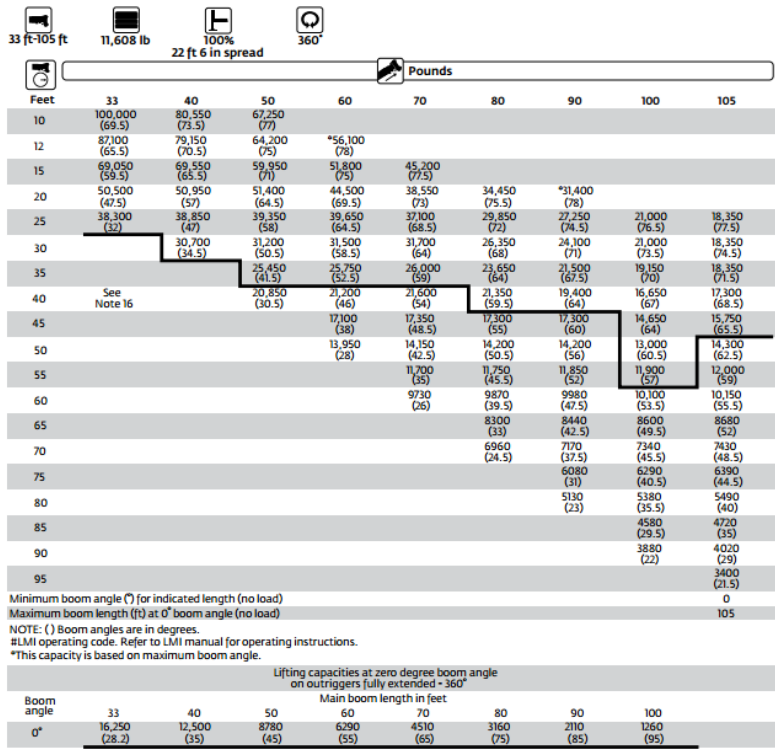 33 ft-105 ft 11,608 lb 100% 360°
22 ft 6 in spread
Pounds
Feet 33 40 50 60 70 80 90 100 105
10 100,000 80,550 67,250
(69.5) (73.5) (77)
12 87,100 79,150 64,200 *56,100
(65.5) (70.5) (75) (78)
15 69,050 69,550 59,950 51,800 45,200
(59.5) (65.5) (71) (75) (77.5)
20 50,500 50,950 51,400 44,500 38,550 34,450 *31,400
(47.5) (57) (64.5) (69.5) (73) (75.5) (78)
25 38,300 38,850 39,350 39,650 37,100 29,850 27,250 21,000 18,350
(32) (47) (58) (64.5) (68.5) (72) (74.5) (76.5) (77.5)
30 30,700 31,200 31,500 31,700 26,350 24,100 21,000 18,350
(34.5) (50.5) (58.5) (64) (68) (71) (73.5) (74.5)
35 25,450 25,750 26,000 23,650 21,500 19,150 18,350
(41.5) (52.5) (59) (64) (67.5) (70) (71.5)
40 See 20,850 21,200 21,600 21,350 19,400 16,650 17,300
Note 16 (30.5) (46) (54) (59.5) (64) (67) (68.5)
45 17,100 17,350 17,300 17,300 14,650 15,750
(38) (48.5) (55) (60) (64) (65.5)
50 13,950 14,150 14,200 14,200 13,000 14,300
(28) (42.5) (50.5) (56) (60.5) (62.5)
55 11,700 11,750 11,850 11,900 12,000
(35) (45.5) (52) (57) (59)
60 9730 9870 9980 10,100 10,150
(26) (39.5) (47.5) (53.5) (55.5)
65 8300 8440 8600 8680
(33) (42.5) (49.5) (52)
70 6960 7170 7340 7430
(24.5) (37.5) (45.5) (48.5)
75 6080 6290 6390
(31) (40.5) (44.5)
80 5130 5380 5490
(23) (35.5) (40)
85 4580 4720
(29.5) (35)
90 3880 4020
(22) (29)
95 3400
(21.5)
Minimum boom angle (°) for indicated length (no load) 0
Maximum boom length (ft) at 0° boom angle (no load) 105
NOTE: ( ) Boom angles are in degrees.
#LMI operating code. Refer to LMI manual for operating instructions.
*This capacity is based on maximum boom angle.
Lifting capacities at zero degree boom angle
on outriggers fully extended - 360°
Boom Main boom length in feet
angle 33 40 50 60 70 80 90 100
0° 16,250 12,500 8780 6290 4510 3160 2110 1260
(28.2) (35) (45) (55) (65) (75) (85) (95)